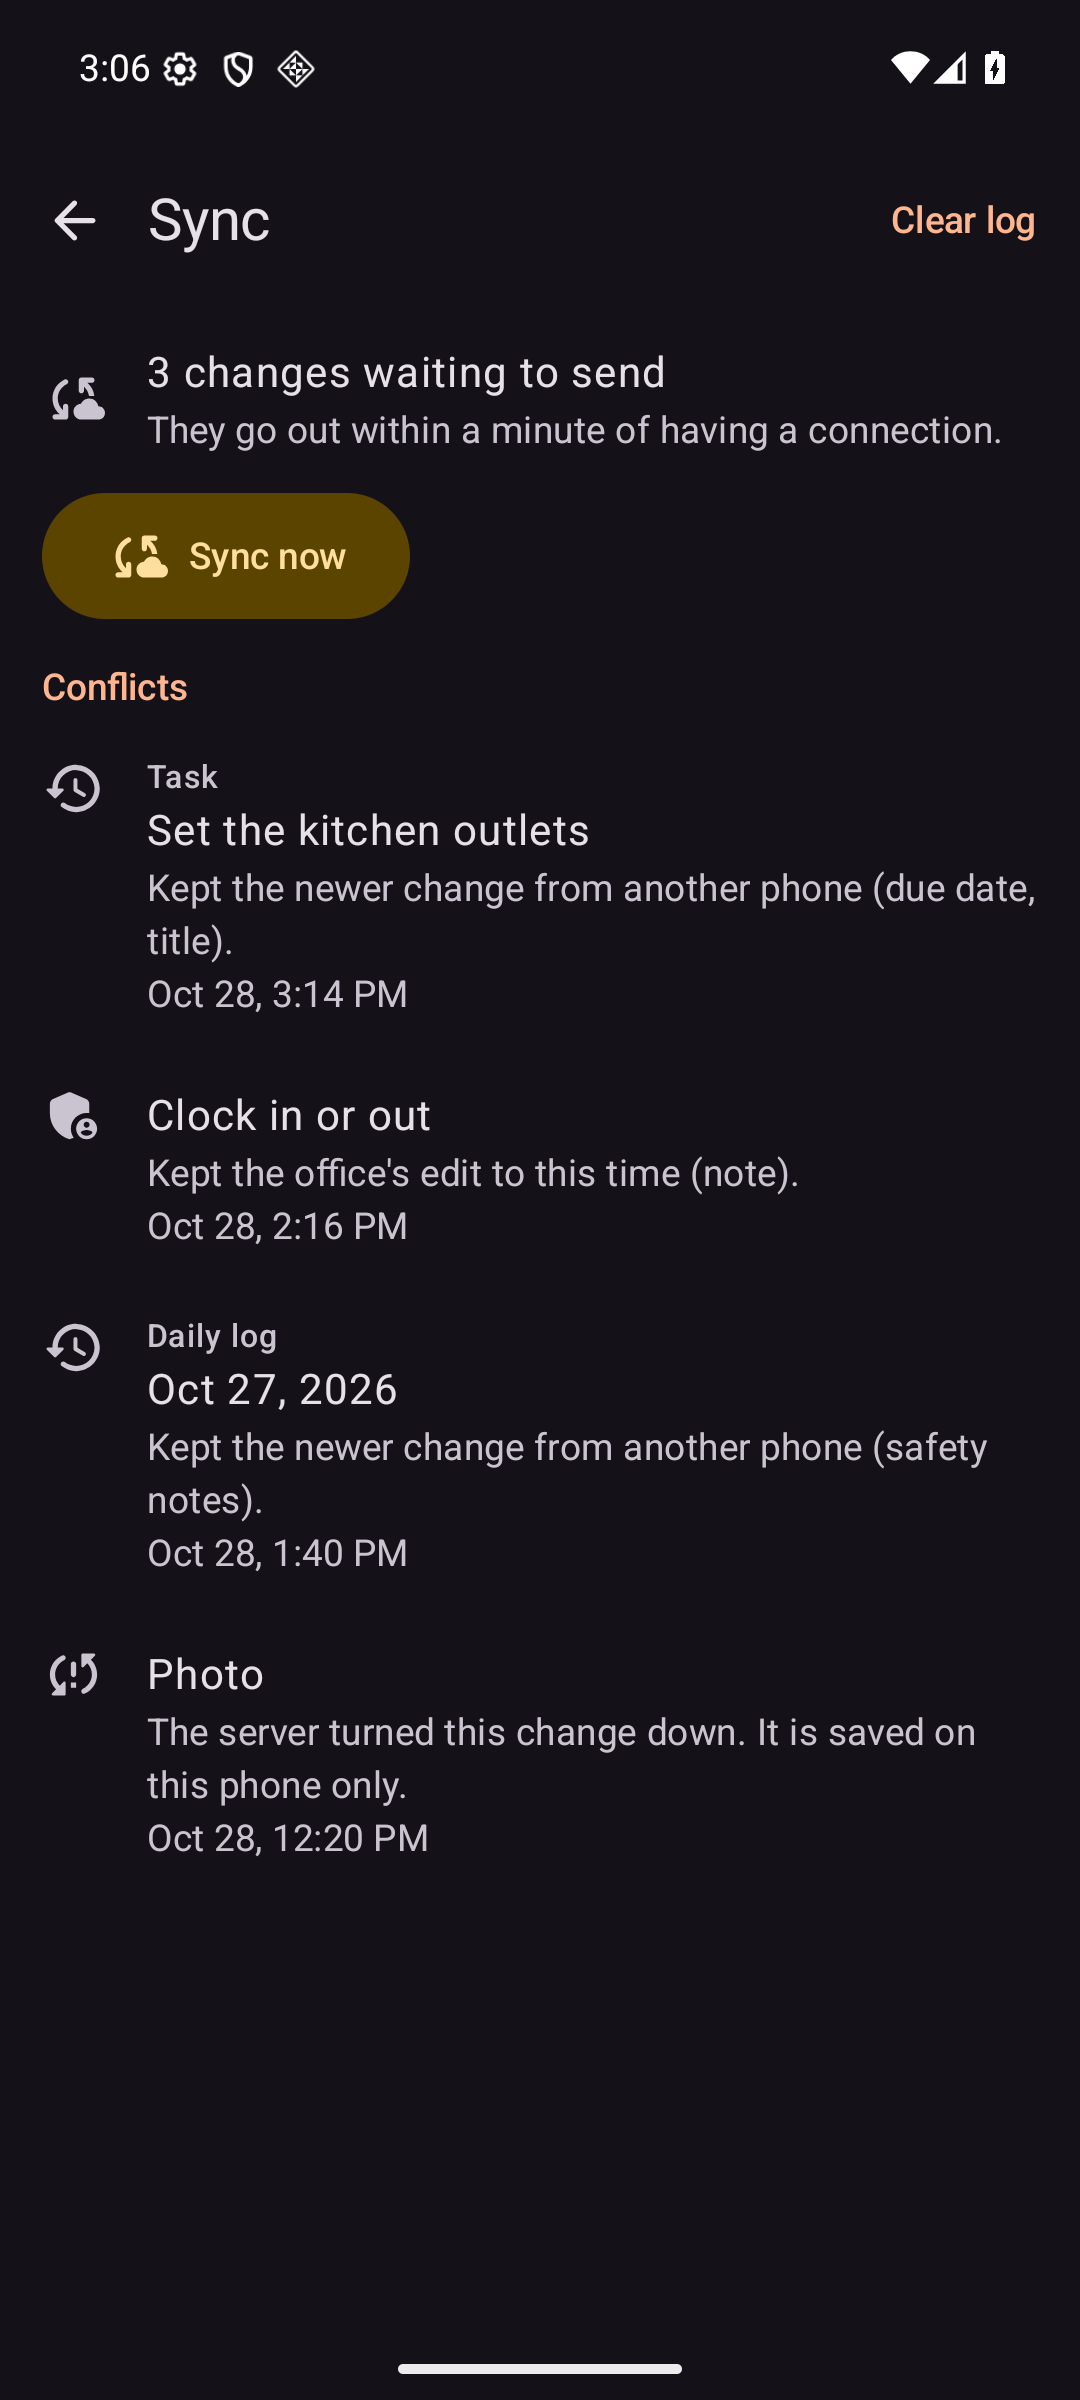 3:06
Sync
Clear log
3 changes waiting to send
They go out within a minute of having a connection.
Sync now
Conflicts
Task
Set the kitchen outlets
Kept the newer change from another phone (due date,
title).
Oct 28, 3:14 PM
Clock in or out
Kept the office's edit to this time (note).
Oct 28, 2:16 PM
Daily log
Oct 27, 2026
Kept the newer change from another phone (safety
notes).
Oct 28, 1:40 PM
Photo
The server turned this change down. It is saved on
this phone only.
Oct 28, 12:20 PM